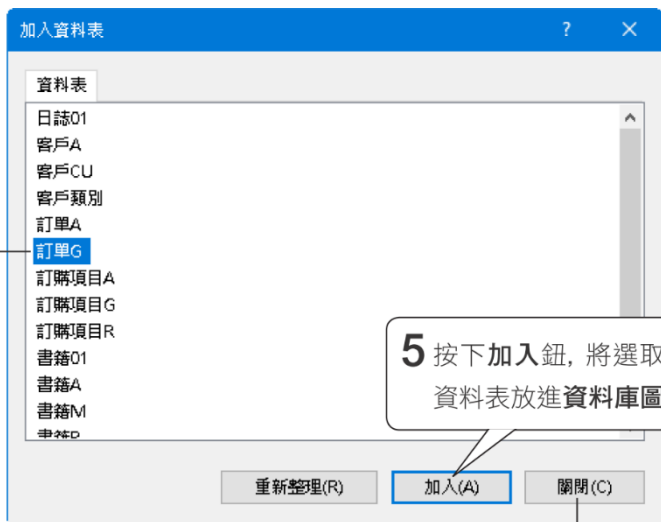 加入資料表
?
資料表
日誌01
客戶A
客戶CU
客戶類別
訂單A
訂單G
訂購項目A
訂購項目G
訂購項目R
書籍01
書籍A
書籍M
5 按下加入鈕, 將選取
資料表放進資料庫圖
重新整理(R)
加入(A)
關閉(C)